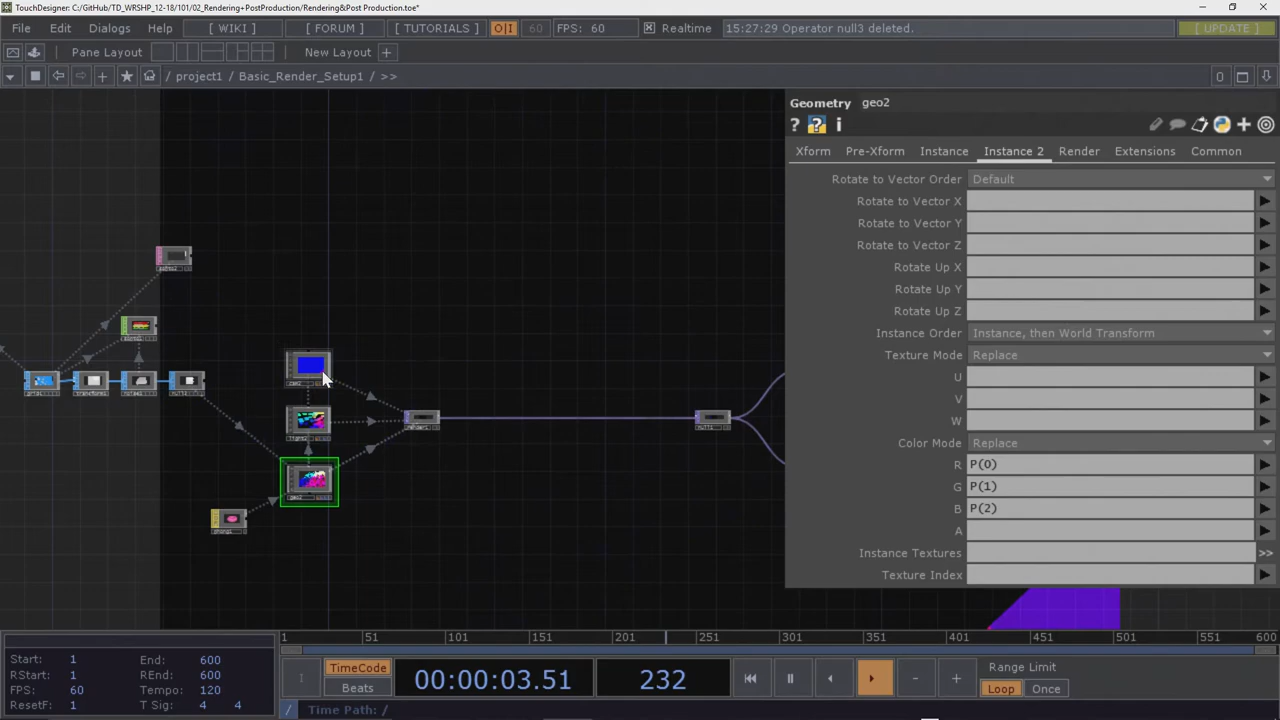 TouchDesigner: C:/GitHub/TD_WRSHP_12-18/101/02_Rendering+PostProduction/Rendering&Post Production.toe*
File Edit Dialogs Help [ WIKI ] [ FORUM ] [ TUTORIALS ] O|I 60 FPS: 60 Realtime 15:27:29 Operator null3 deleted. [ UPDATE ]
Pane Layout New Layout +
/ project1 / Basic_Render_Setup1 / >> 0
Geometry geo2
? ? i
Xform Pre-Xform Instance Instance 2 Render Extensions Common
Rotate to Vector Order Default
Rotate to Vector X
Rotate to Vector Y
Rotate to Vector Z
Rotate Up X
Rotate Up Y
Rotate Up Z
Instance Order Instance, then World Transform
Texture Mode Replace
U
V
W
Color Mode Replace
R P(0)
G P(1)
B P(2)
A
Instance Textures >>
Texture Index
1 51 101 151 201 251 301 351 401 451 501 551 600
Start: 1 End: 600
RStart: 1 REnd: 600
FPS: 60 Tempo: 120
ResetF: 1 T Sig: 4 4
1 TimeCode
Beats
00:00:03.51 232
Range Limit
Loop Once
/ Time Path: /